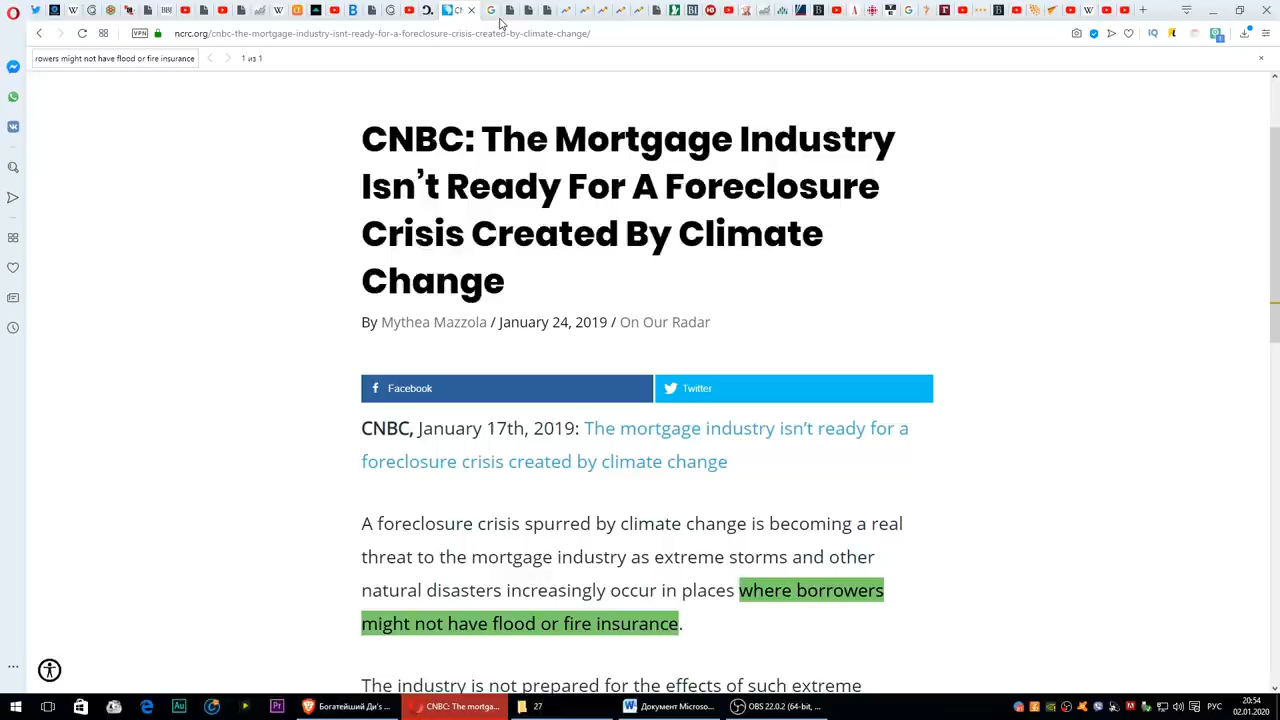 VPN
ncrc.org/cnbc-the-mortgage-industry-isnt-ready-for-a-foreclosure-crisis-created-by-climate-change/
rowers might not have flood or fire insurance
1 из 1
CNBC: The Mortgage Industry
Isn't Ready For A Foreclosure
Crisis Created By Climate
Change
By Mythea Mazzola / January 24, 2019 / On Our Radar
Facebook
Twitter
CNBC, January 17th, 2019: The mortgage industry isn't ready for a
foreclosure crisis created by climate change
A foreclosure crisis spurred by climate change is becoming a real
threat to the mortgage industry as extreme storms and other
natural disasters increasingly occur in places where borrowers
might not have flood or fire insurance.
The industry is not prepared for the effects of such extreme
Богатейший Ди's ...
CNBC: The mortga...
27
Документ Microso...
OBS 22.0.2 (64-bit, ...
РУС
20:54
02.01.2020